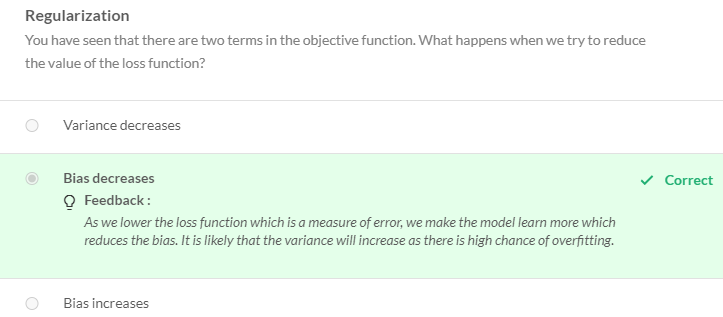 Regularization
You have seen that there are two terms in the objective function. What happens when we try to reduce
the value of the loss function?
Variance decreases
Bias decreases
Correct
Feedback :
As we lower the loss function which is a measure of error, we make the model learn more which
reduces the bias. It is likely that the variance will increase as there is high chance of overfitting.
Bias increases